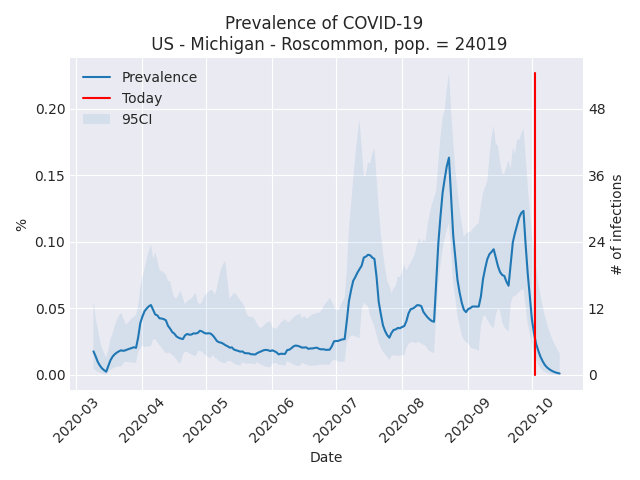 Prevalence of COVID-19
US - Michigan - Roscommon, pop. = 24019
Prevalence
Today
95CI
0.20
0.15
0.10
0.05
0.00
%
48
36
24
12
0
# of infections
2020-03
2020-04
2020-05
2020-06
2020-07
2020-08
2020-09
2020-10
Date